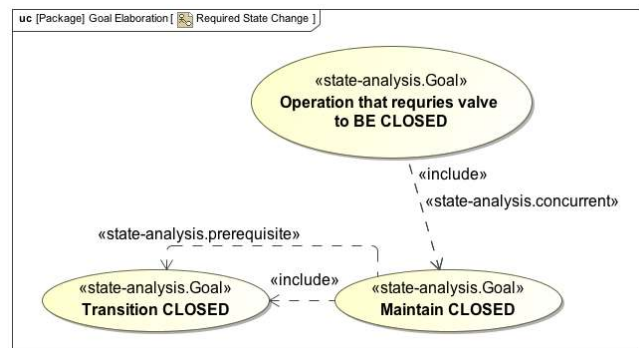 uc [Package] Goal Elaboration [ Required State Change ]
«state-analysis.Goal»
Operation that requries valve
to BE CLOSED
«include»
«state-analysis.concurrent»
«state-analysis.prerequisite»
«state-analysis.Goal»
Transition CLOSED
«include»
«state-analysis.Goal»
Maintain CLOSED